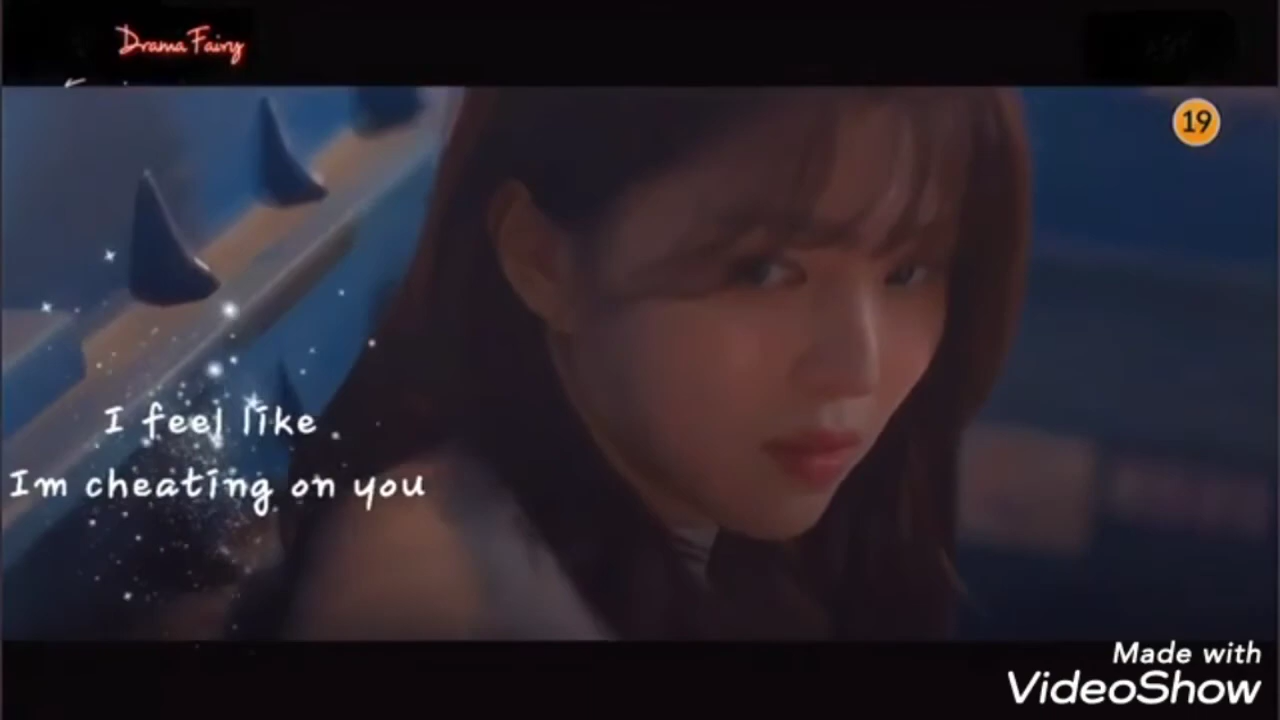 Drama Fairy
19
I feel like
Im cheating on you
Made with
VideoShow